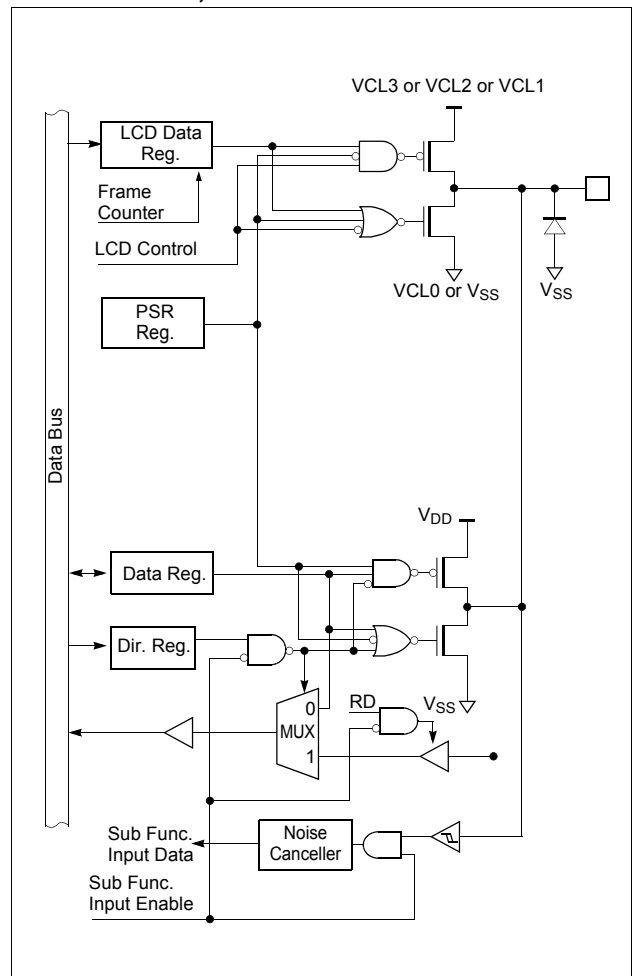 VCL3 or VCL2 or VCL1
LCD Data
Reg.
Frame
Counter
LCD Control
VCL0 or VSS
VSS
PSR
Reg.
Data Bus
VDD
Data Reg.
Dir. Reg.
VSS
RD
0
MUX
1
Sub Func.
Input Data
Noise
Canceller
Sub Func.
Input Enable